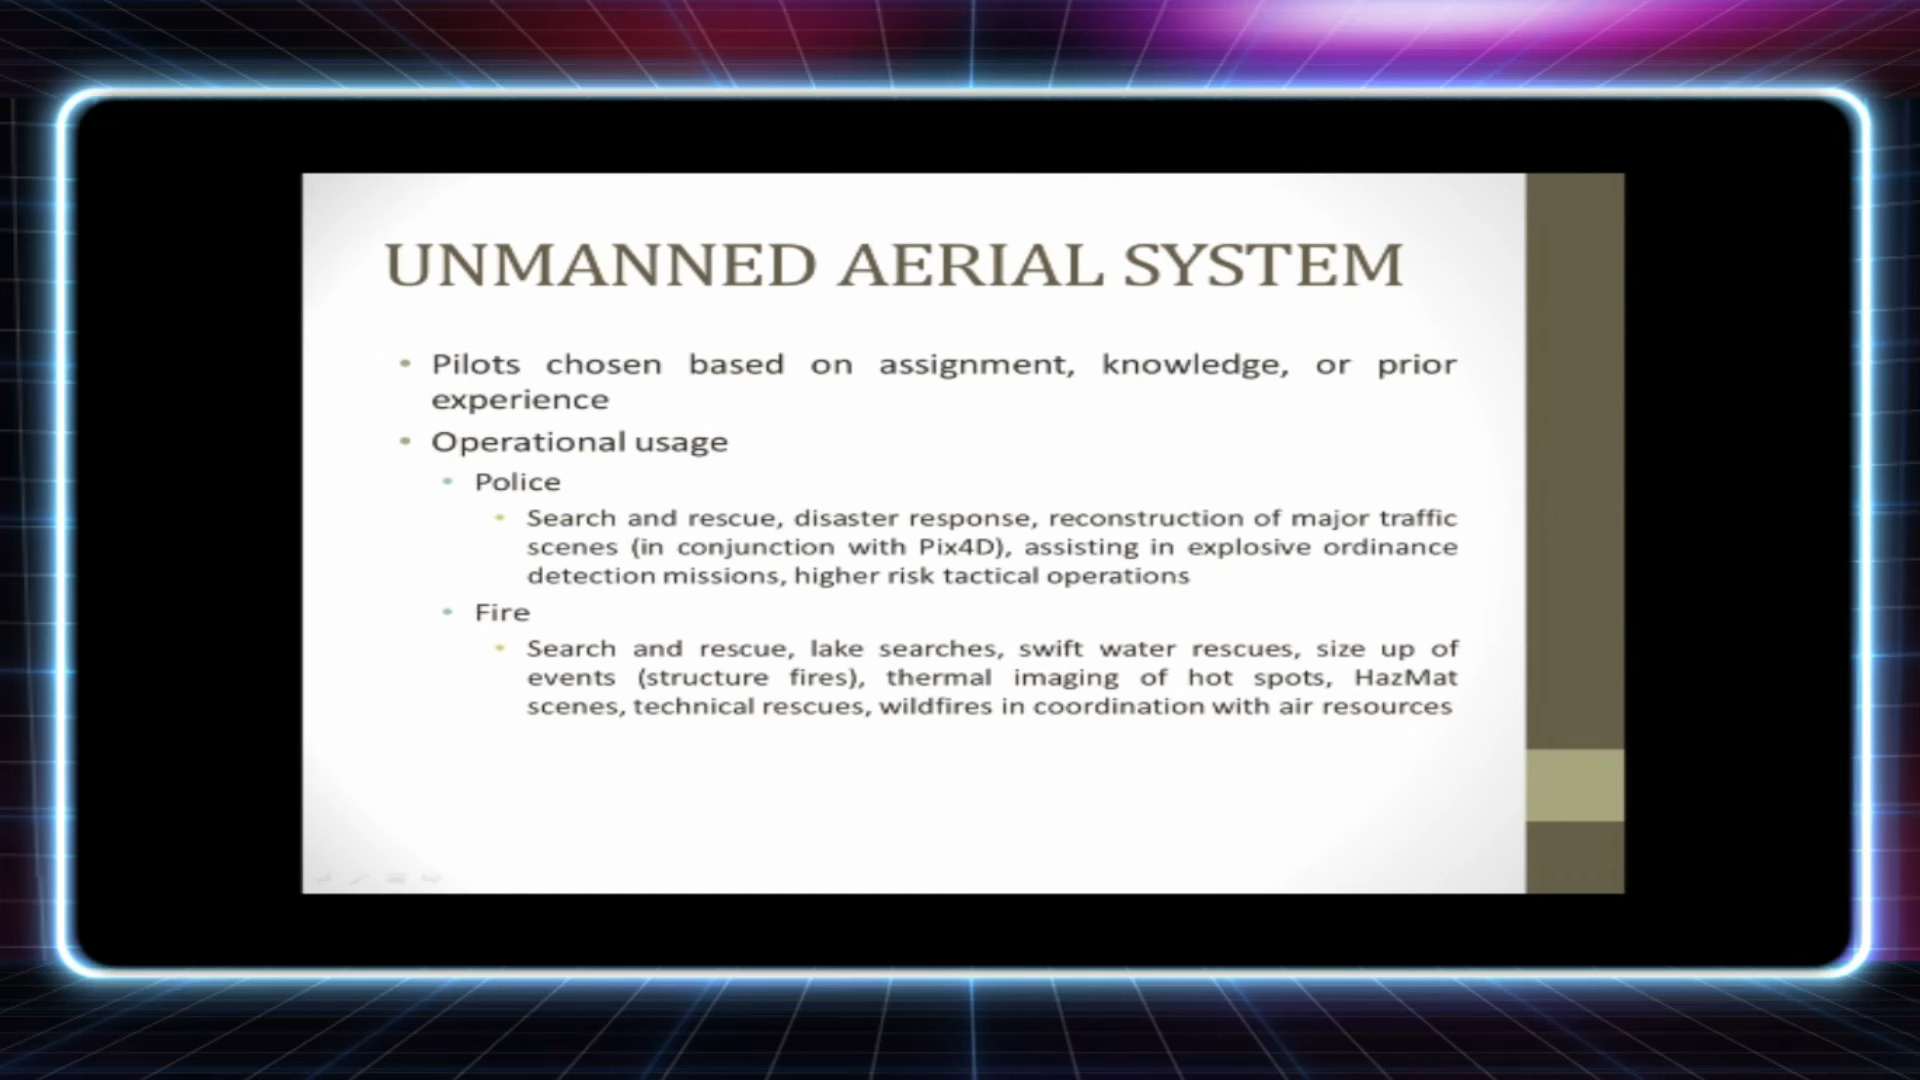 UNMANNED AERIAL SYSTEM
• Pilots chosen based on assignment, knowledge, or prior
experience
• Operational usage
• Police
• Search and rescue, disaster response, reconstruction of major traffic
scenes (in conjunction with Pix4D), assisting in explosive ordinance
detection missions, higher risk tactical operations
• Fire
• Search and rescue, lake searches, swift water rescues, size up of
events (structure fires), thermal imaging of hot spots, HazMat
scenes, technical rescues, wildfires in coordination with air resources